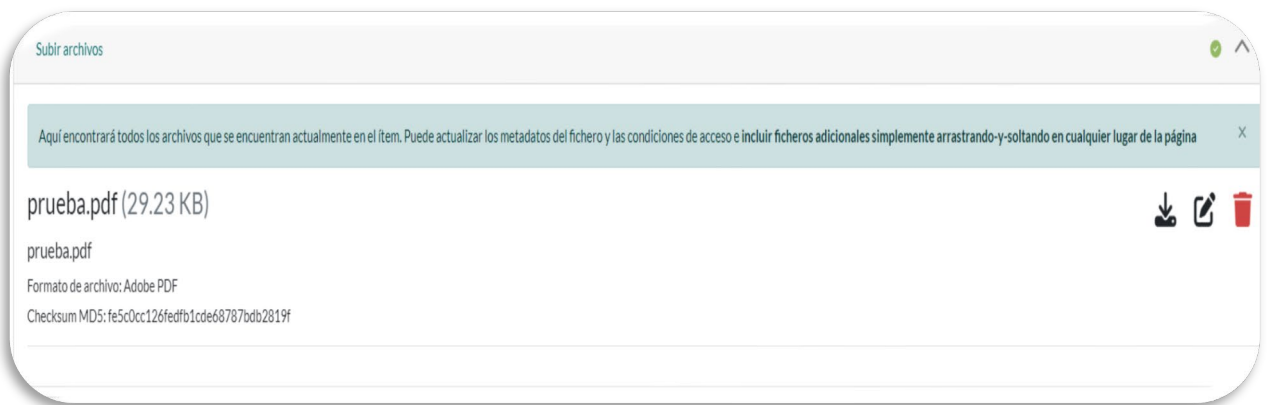 Subir archivos
Aquí encontrará todos los archivos que se encuentran actualmente en el ítem. Puede actualizar los metadatos del fichero y las condiciones de acceso e incluir ficheros adicionales simplemente arrastrando-y-soltando en cualquier lugar de la página
X
prueba.pdf (29.23 KB)
prueba.pdf
Formato de archivo: Adobe PDF
Checksum MD5: fe5c0cc126fedfb1cde68787bdb2819f